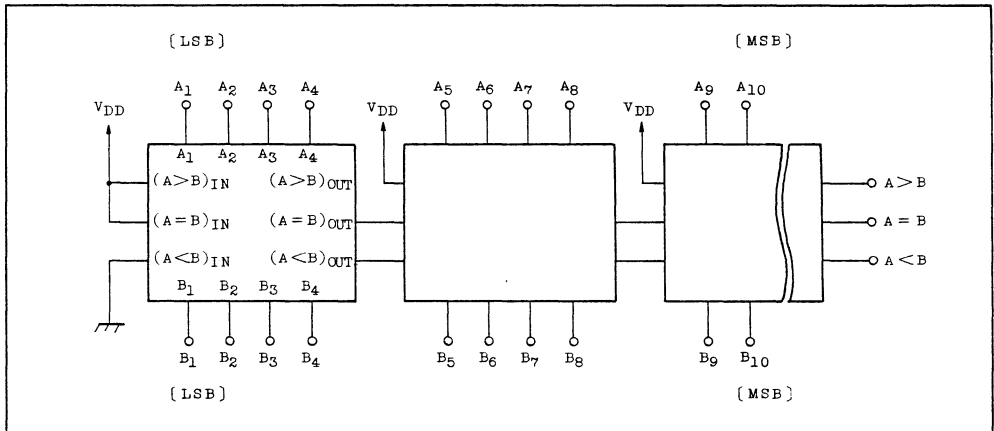 [LSB] [MSB]
A1 A2 A3 A4 A5 A6 A7 A8 A9 A10
VDD VDD VDD
A1 A2 A3 A4
(A>B)IN (A>B)OUT A>B
(A=B)IN (A=B)OUT A=B
(A<B)IN (A<B)OUT A<B
B1 B2 B3 B4
B1 B2 B3 B4 B5 B6 B7 B8 B9 B10
[LSB] [MSB]